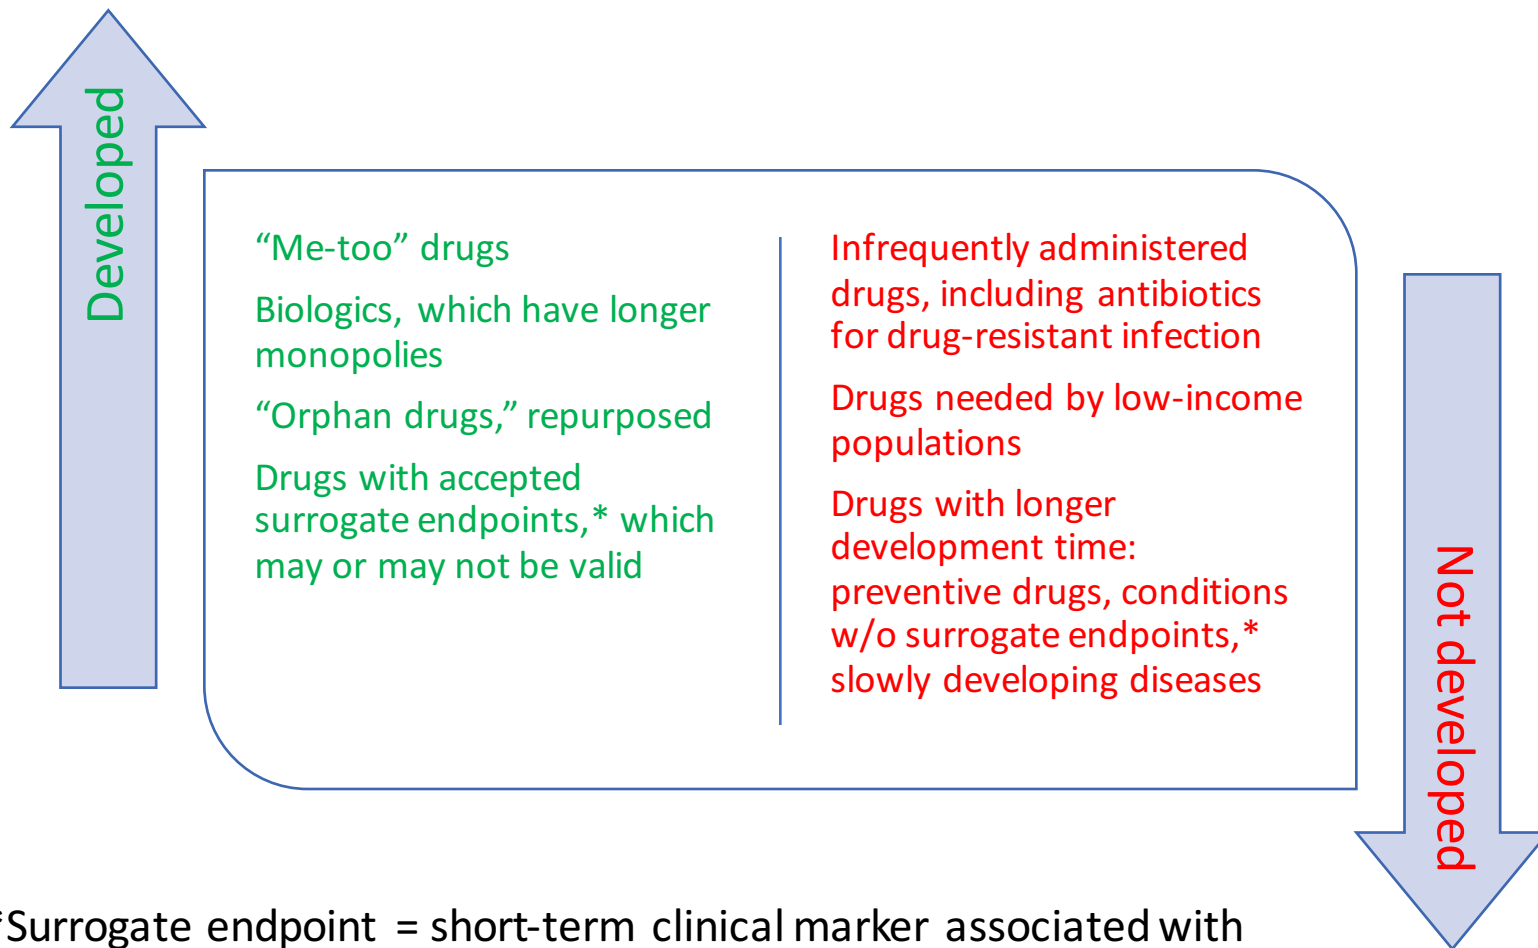 Developed
“Me-too” drugs
Biologics, which have longer
monopolies
“Orphan drugs,” repurposed
Drugs with accepted
surrogate endpoints,* which
may or may not be valid
Infrequently administered
drugs, including antibiotics
for drug-resistant infection
Drugs needed by low-income
populations
Drugs with longer
development time:
preventive drugs, conditions
w/o surrogate endpoints,*
slowly developing diseases
Not developed
*Surrogate endpoint = short-term clinical marker associated with